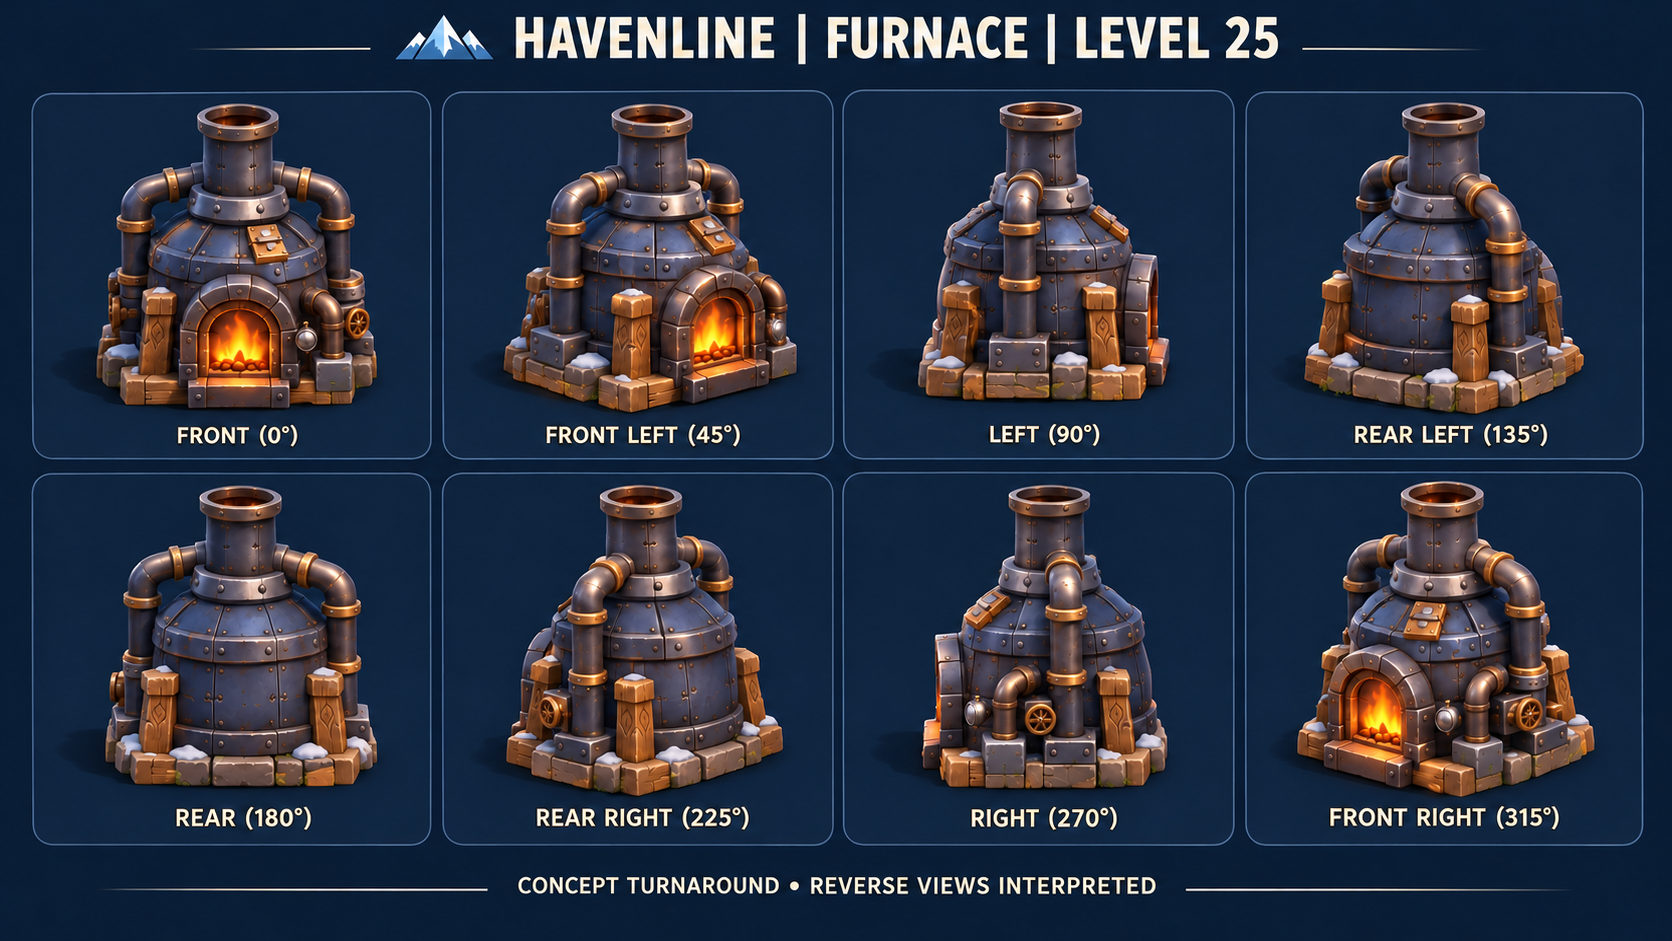 HAVENLINE | FURNACE | LEVEL 25
FRONT (0°)
FRONT LEFT (45°)
LEFT (90°)
REAR LEFT (135°)
REAR (180°)
REAR RIGHT (225°)
RIGHT (270°)
FRONT RIGHT (315°)
CONCEPT TURNAROUND • REVERSE VIEWS INTERPRETED